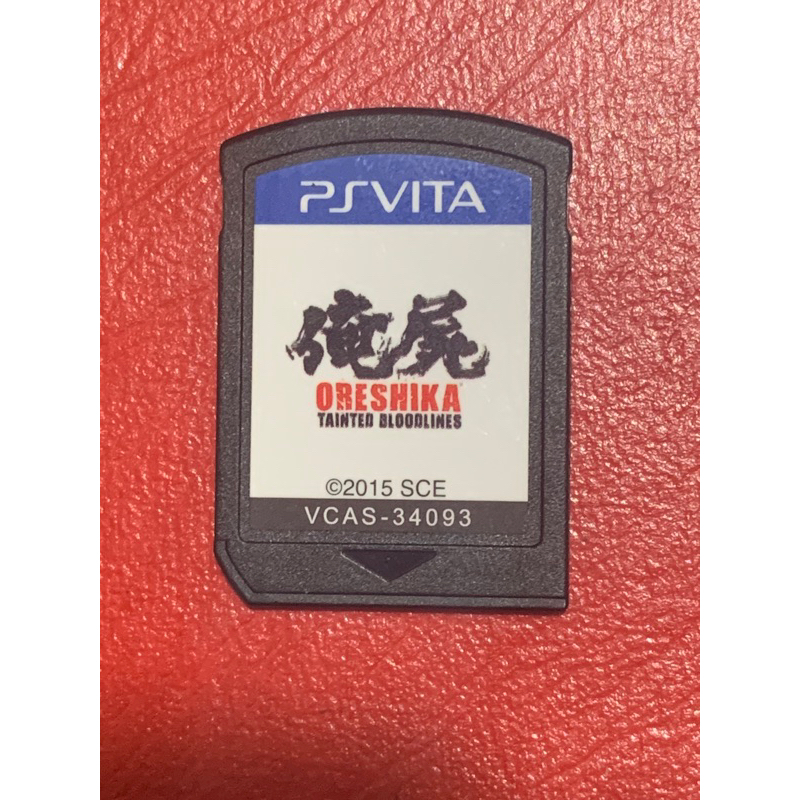 PSVITA
俺屍
ORESHIKA
TAINTED BLOODLINES
©2015 SCE
VCAS-34093